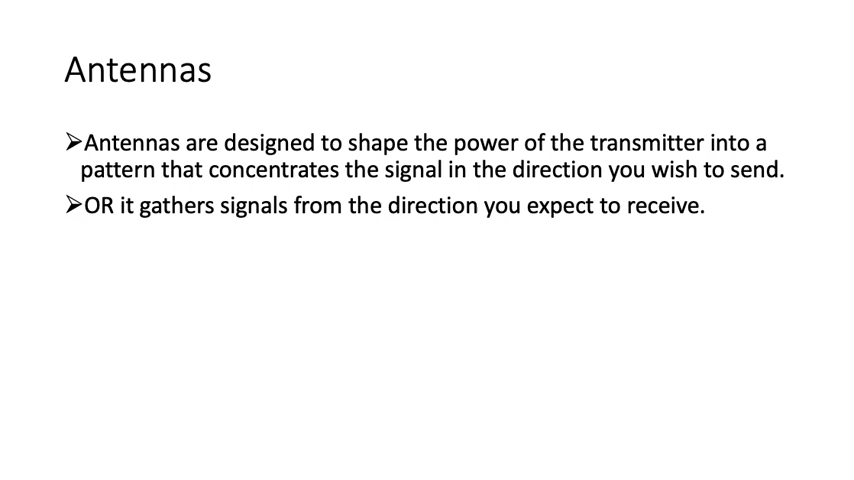 Antennas
➢Antennas are designed to shape the power of the transmitter into a
pattern that concentrates the signal in the direction you wish to send.
➢OR it gathers signals from the direction you expect to receive.